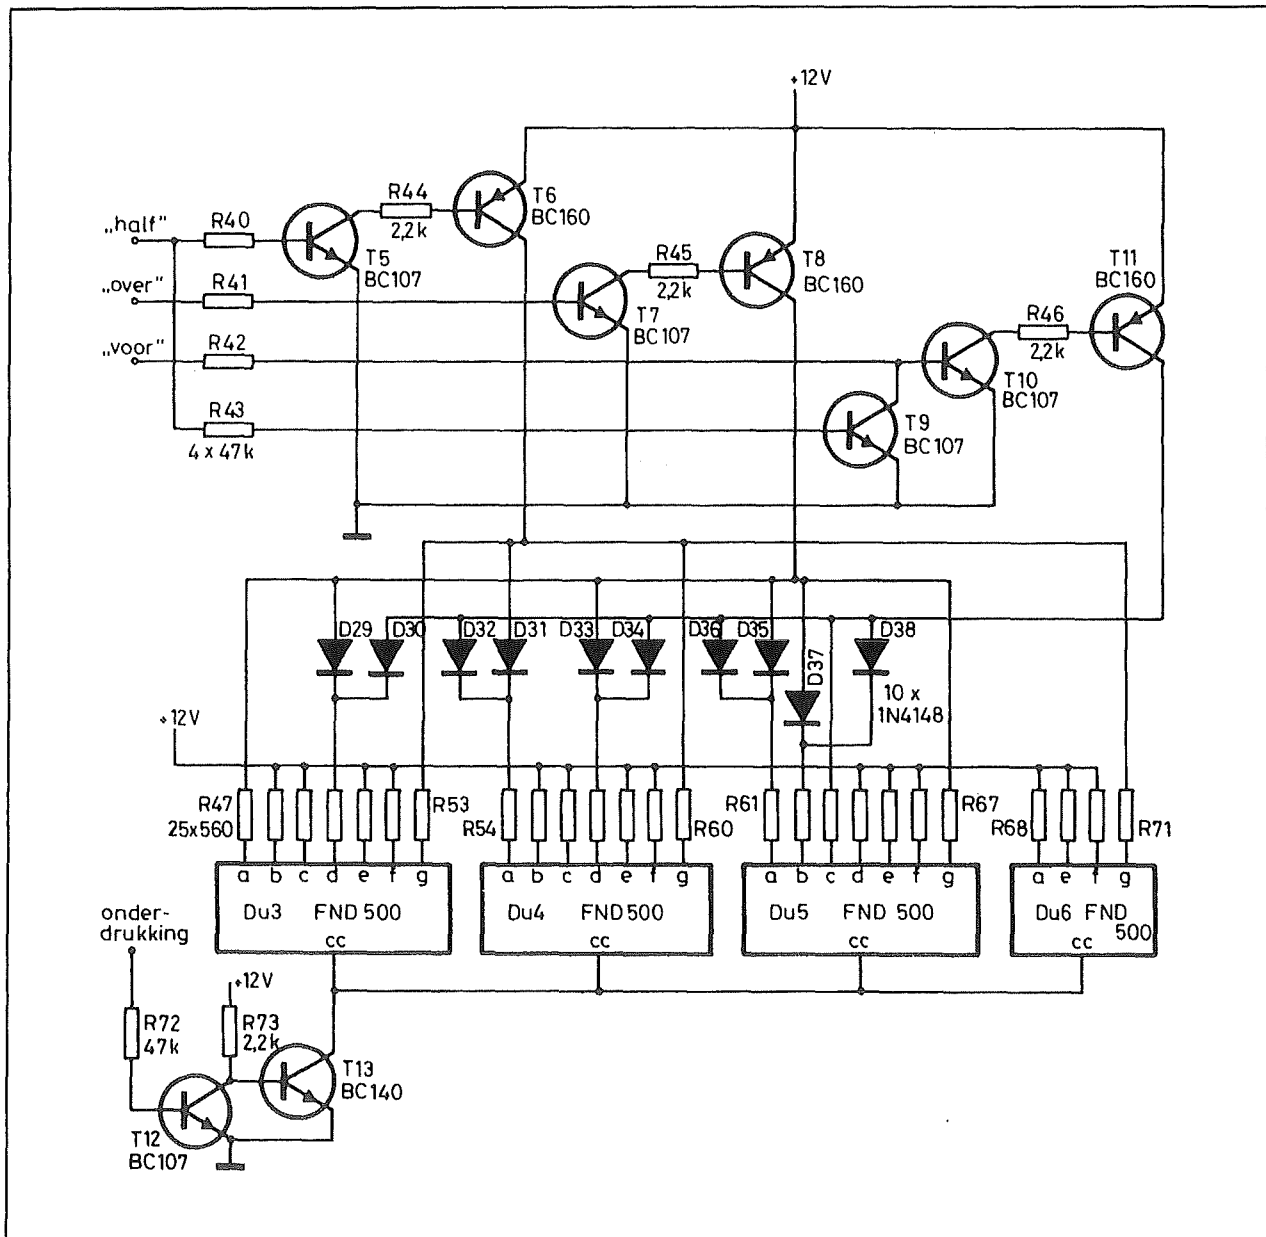 +12V
T6
BC160
R44
2,2k
„half"
R40
T5
BC107
R45
2,2k
T8
BC160
T11
BC160
„over"
R41
T7
BC107
R46
2,2k
„voor"
R42
T10
BC107
R43
4 x 47k
T9
BC107
D29
D30
D32
D31
D33
D34
D36
D35
D37
D38
10 x
1N4148
+12V
R47
25x560
R53
R54
R60
R61
R67
R68
R71
a b c d e f g
a b c d e f g
a b c d e f g
a e f g
Du3 FND 500
cc
Du4 FND 500
cc
Du5 FND 500
cc
Du6 FND
500
cc
onder-
drukking
+12V
R72
47k
R73
2,2k
T13
BC140
T12
BC107